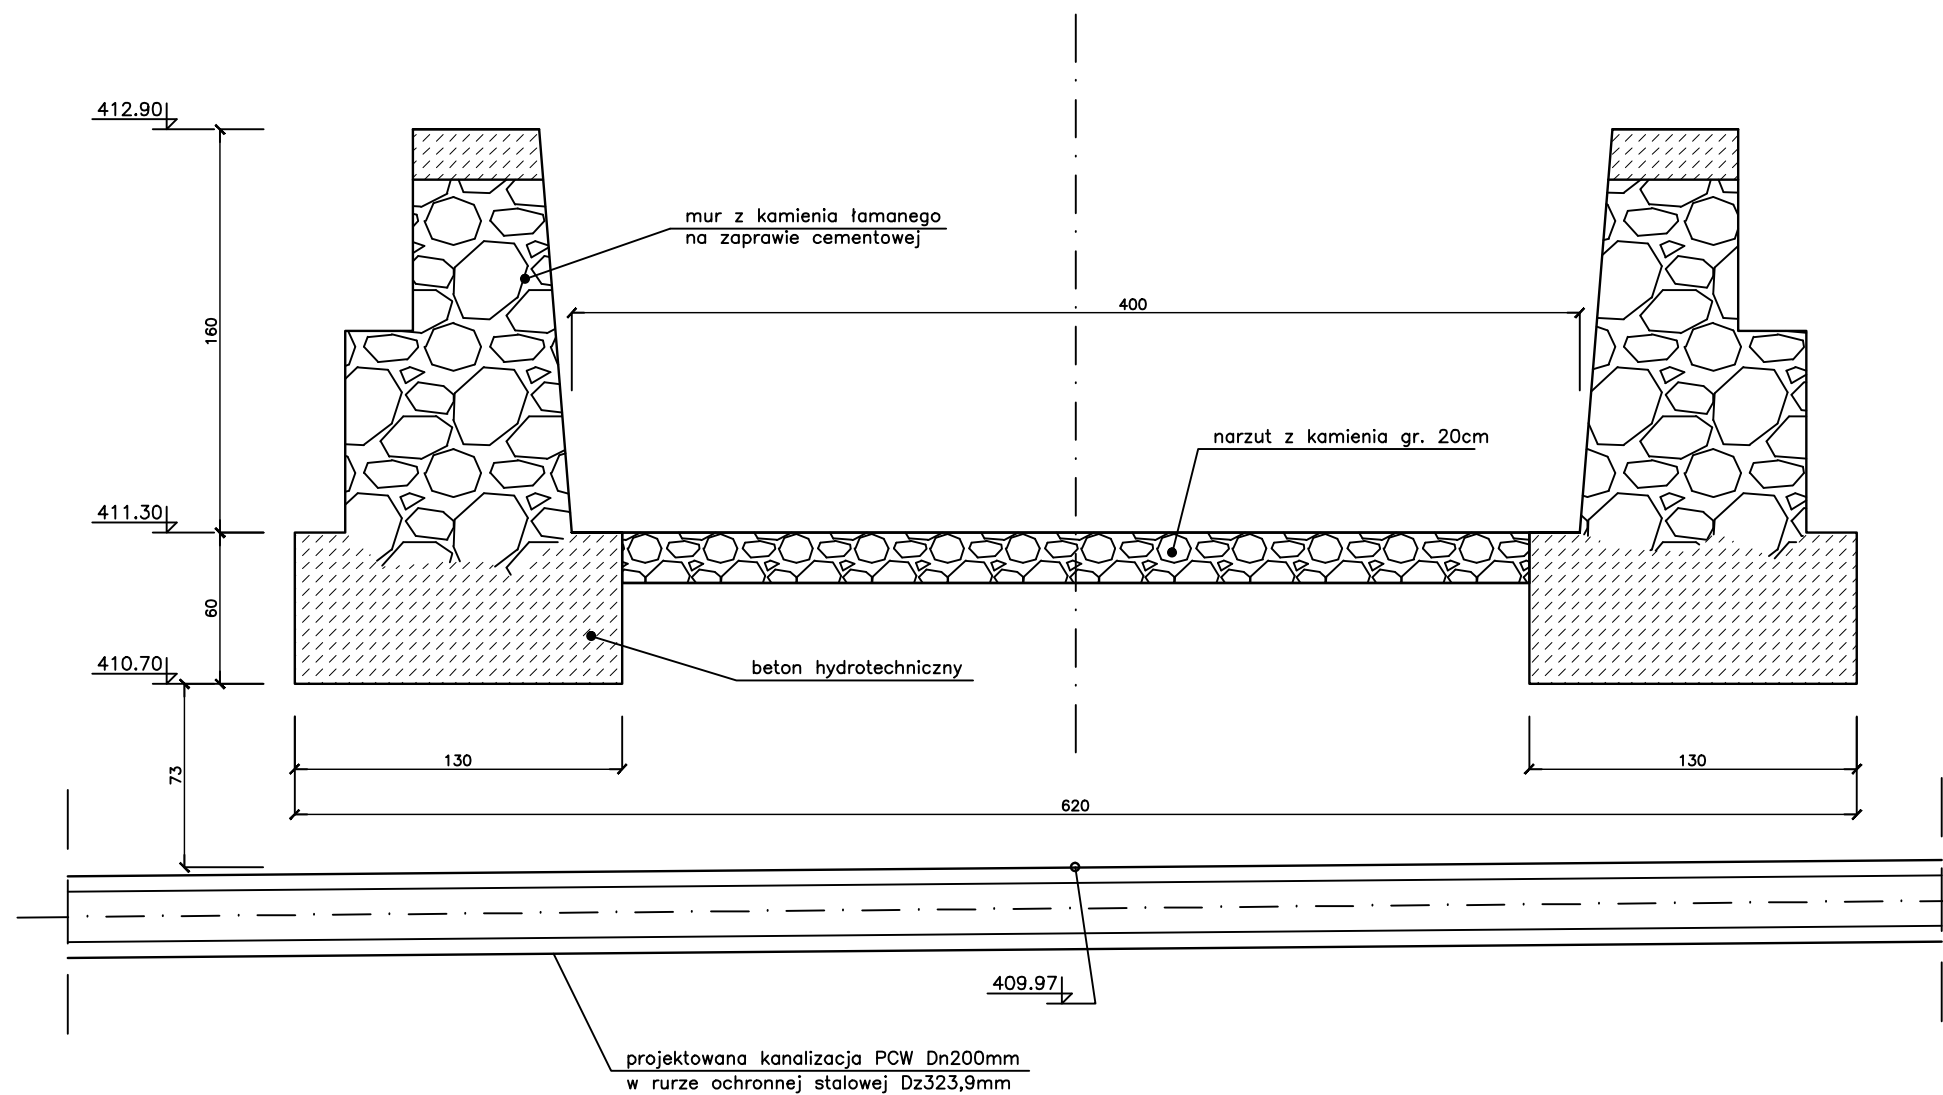 412.90
mur z kamienia łamanego
na zaprawie cementowej
400
160
narzut z kamienia gr. 20cm
411.30
60
410.70
beton hydrotechniczny
130
130
73
620
409.97
projektowana kanalizacja PCW Dn200mm
w rurze ochronnej stalowej Dz323,9mm